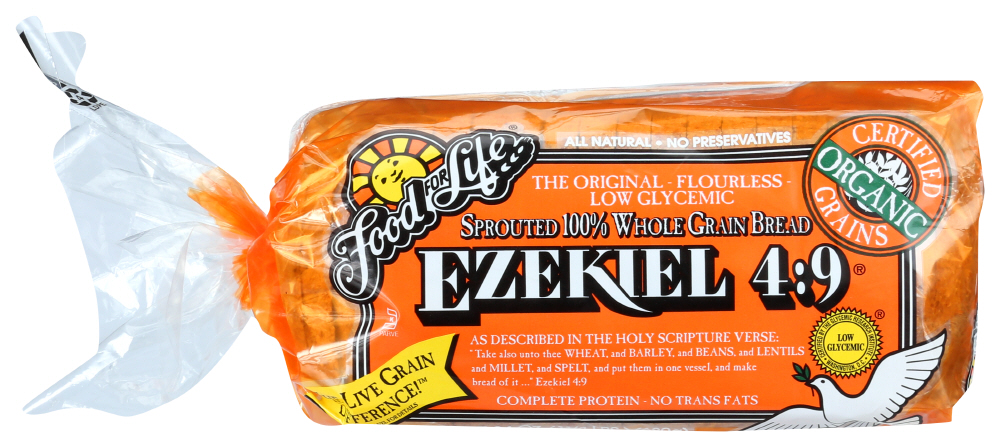 Food FOR Life ®
ALL NATURAL • NO PRESERVATIVES
CERTIFIED
ORGANIC
GRAINS
THE ORIGINAL - FLOURLESS -
LOW GLYCEMIC
SPROUTED 100% WHOLE GRAIN BREAD
EZEKIEL 4:9 ®
U
PARVE
AS DESCRIBED IN THE HOLY SCRIPTURE VERSE:
"Take also unto thee WHEAT, and BARLEY, and BEANS, and LENTILS
and MILLET, and SPELT, and put them in one vessel, and make
bread of it ..." Ezekiel 4:9
COMPLETE PROTEIN - NO TRANS FATS
LOW
GLYCEMIC
®
LIVE GRAIN